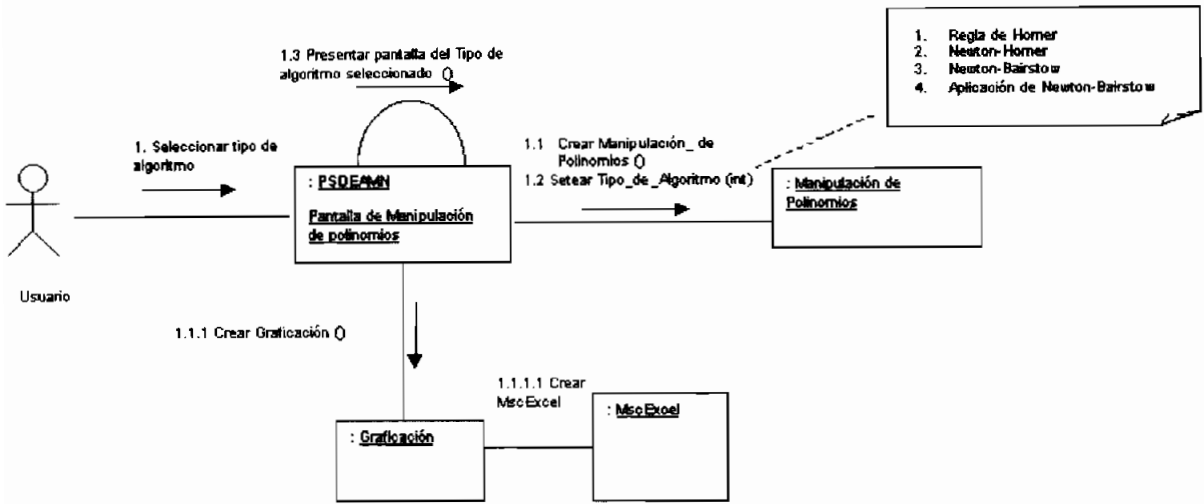 1. Regla de Horner
2. Newton-Horner
3. Newton-Bairstow
4. Aplicación de Newton-Bairstow
1.3 Presentar pantalla del Tipo de
algoritmo seleccionado ()
1. Seleccionar tipo de
algoritmo
1.1 Crear Manipulación_ de
Polinomios ()
1.2 Setear Tipo_de_Algoritmo (int)
: PSDEAMN
Pantalla de Manipulación
de polinomios
: Manipulación de
Polinomios
Usuario
1.1.1 Crear Graficación ()
1.1.1.1 Crear
MscExcel
: Graficación
: MscExcel